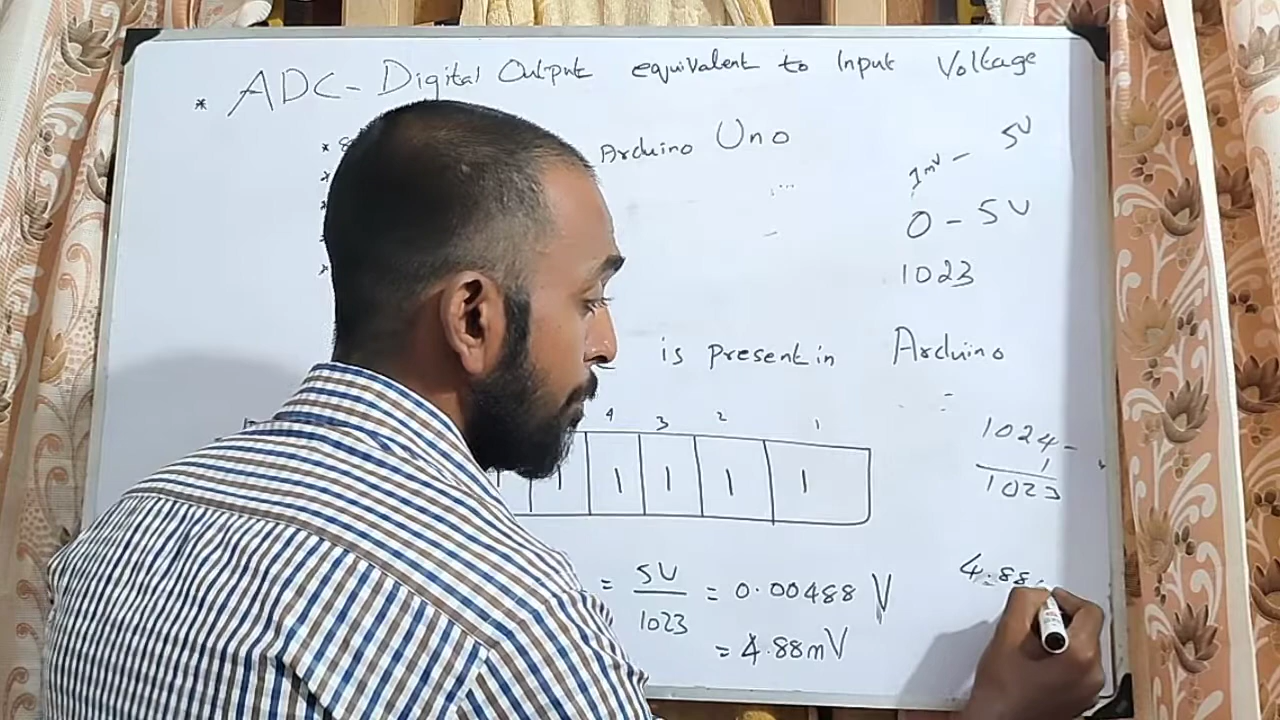 * ADC - Digital Output equivalent to Input Voltage
* Arduino Uno
1mV - 5V
0 - 5V
1023
is present in Arduino
4 3 2 1
1 1 1 1 1
1024 -
1
1023
= 5V / 1023 = 0.00488 V
= 4.88mV
4.88